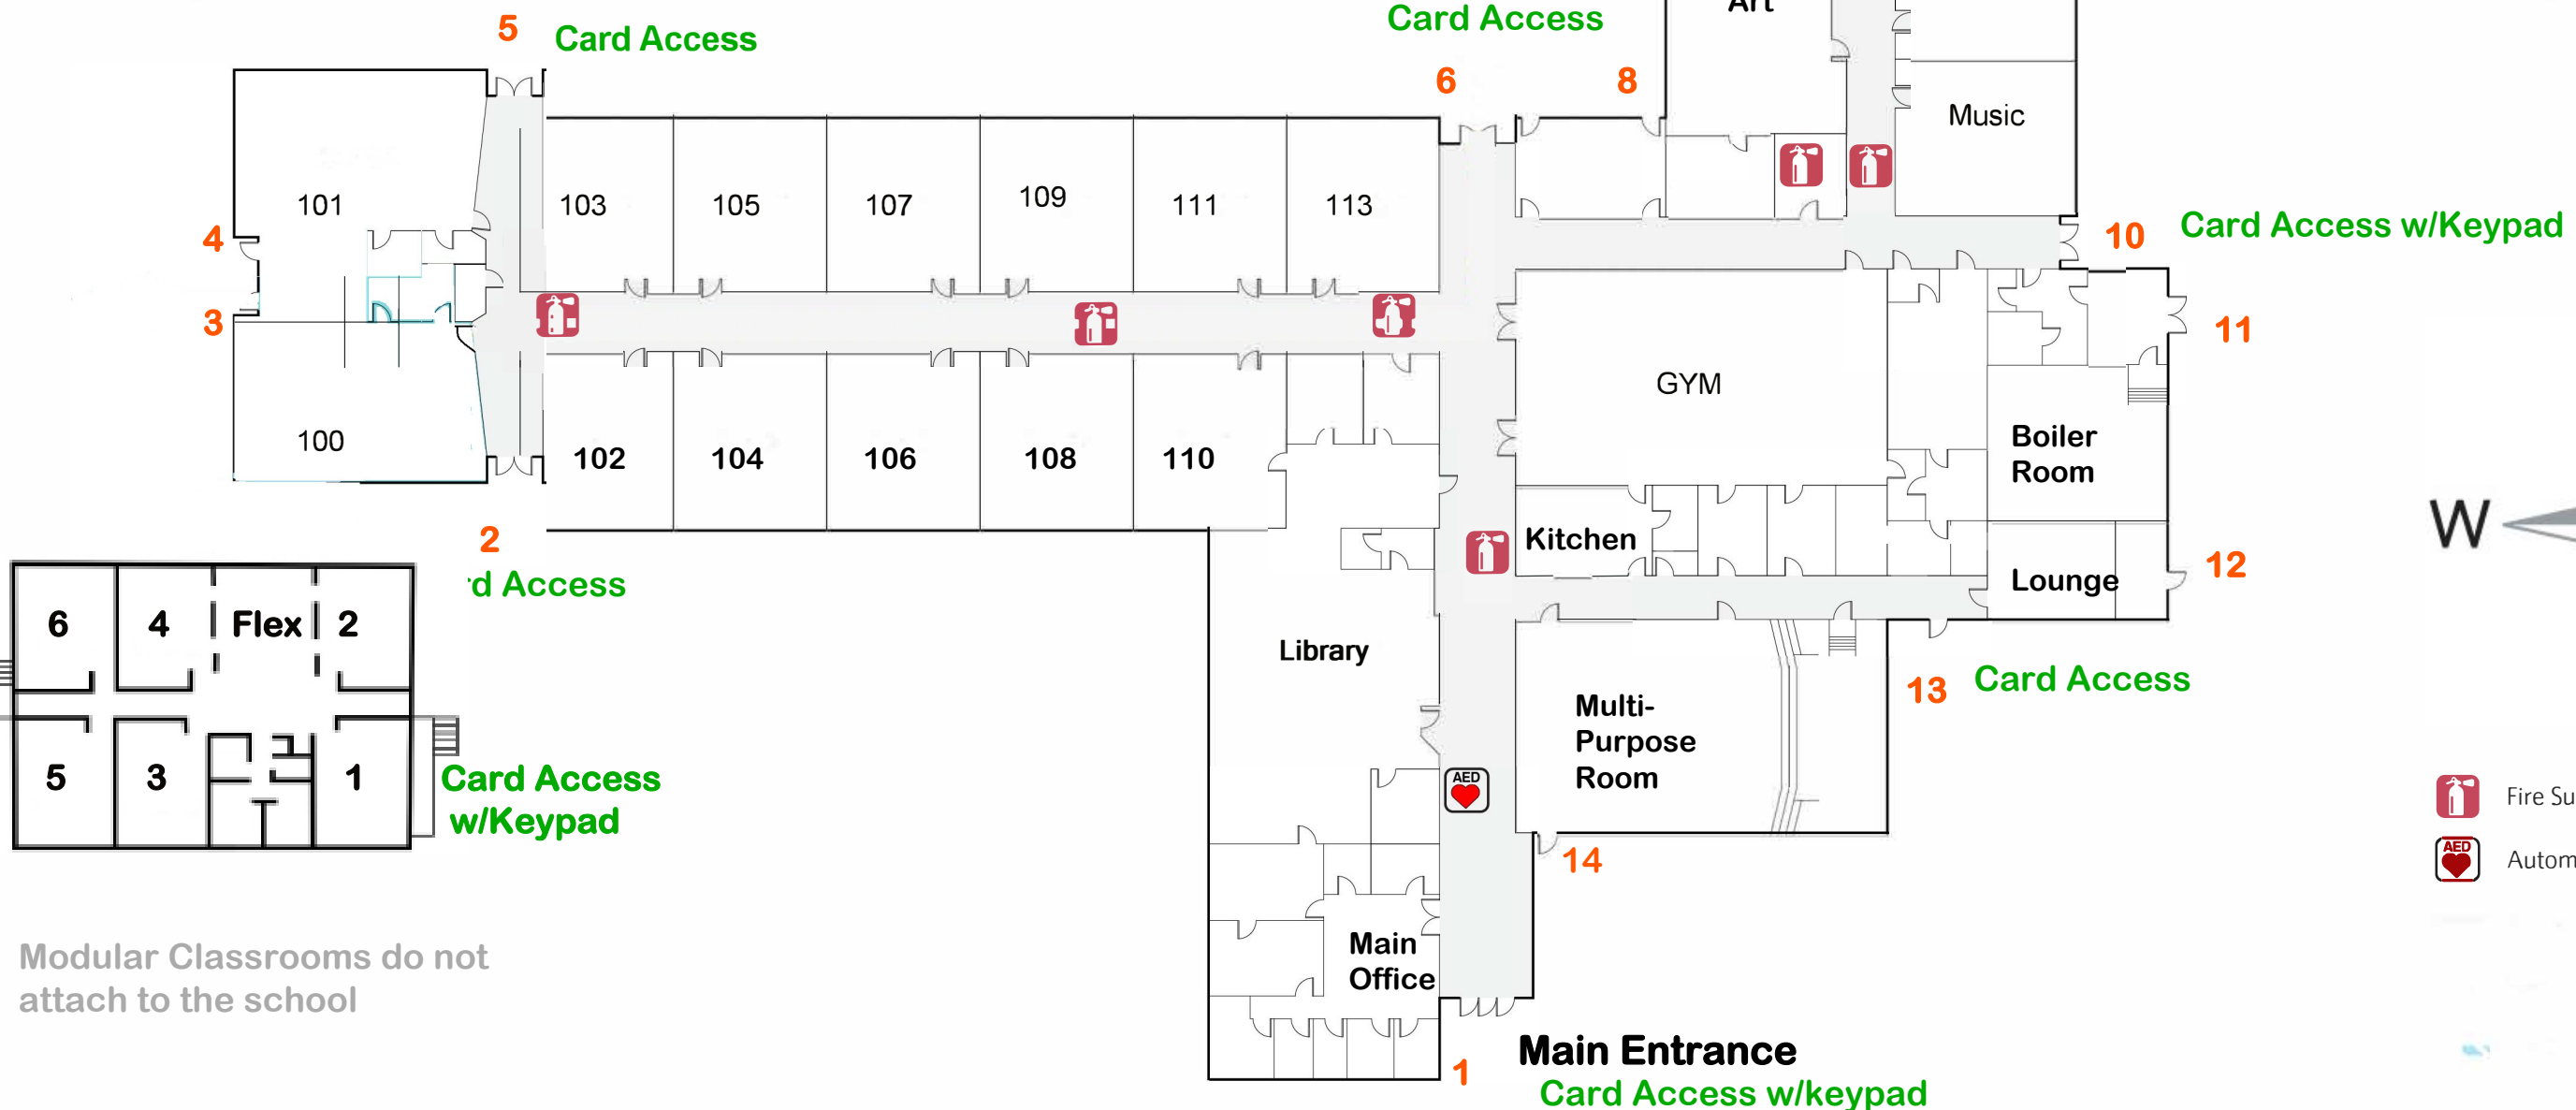 Art
5
Card Access
Card Access
6
8
Music
101
103
105
107
109
111
113
4
10
Card Access w/Keypad
3
11
GYM
100
102
104
106
108
110
Boiler
Room
W
2
Kitchen
Card Access
12
Lounge
6
4
Flex
2
Library
13
Card Access
Multi-
Purpose
Room
5
3
1
Card Access
w/Keypad
AED
Fire Su
14
AED
Autom
Main
Office
Modular Classrooms do not
attach to the school
Main Entrance
1
Card Access w/keypad